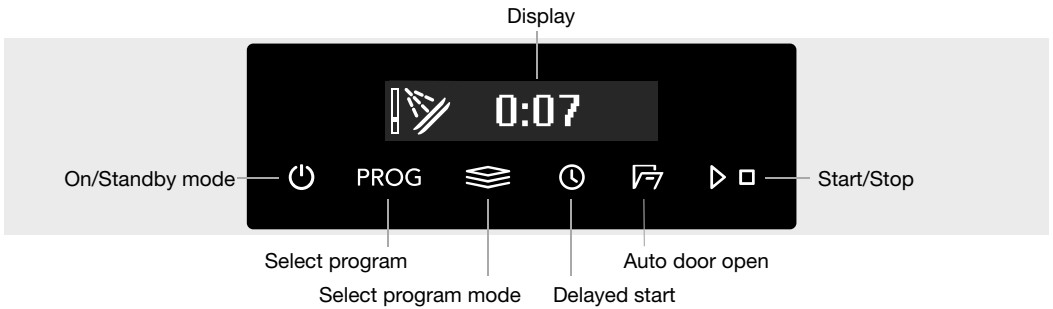 Display
0:07
On/Standby mode
PROG
Start/Stop
Select program
Auto door open
Select program mode
Delayed start